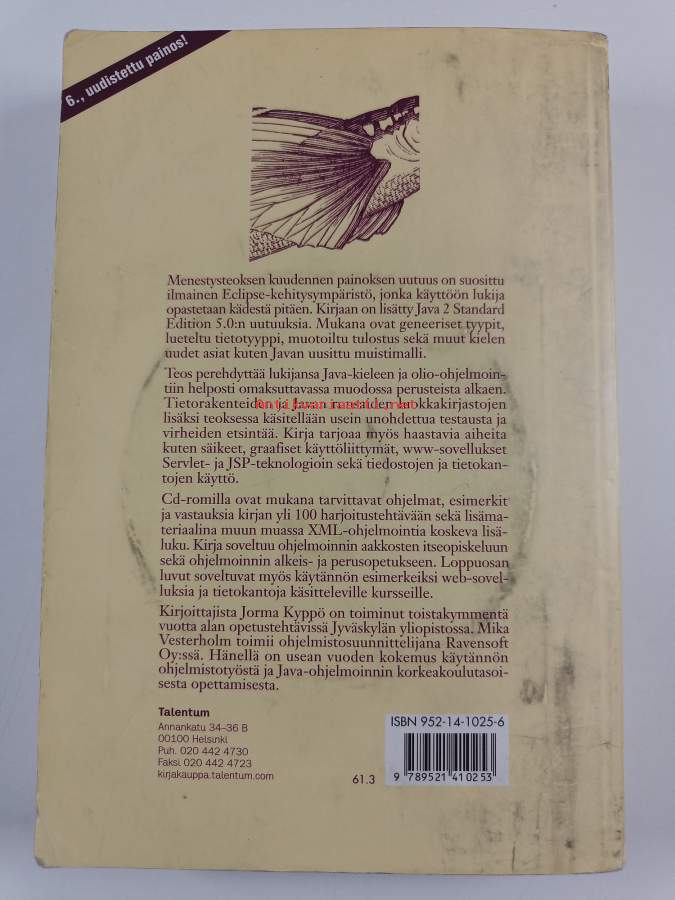 6., uudistettu painos!
Menestysteoksen kuudennen painoksen uutuus on suosittu
ilmainen Eclipse-kehitysympäristö, jonka käyttöön lukija
opastetaan kädestä pitäen. Kirjaan on lisätty Java 2 Standard
Edition 5.0:n uutuuksia. Mukana ovat geneeriset tyypit,
lueteltu tietotyyppi, muotoiltu tulostus sekä muut kielen
uudet asiat kuten Javan uusittu muistimalli.
Teos perehdyttää lukijansa Java-kieleen ja olio-ohjelmoin-
tiin helposti omaksuttavassa muodossa perusteista alkaen.
Tietorakenteiden ja Javan runsaiden luokkakirjastojen
Antikvariaatti.net
lisäksi teoksessa käsitellään usein unohdettua testausta ja
virheiden etsintää. Kirja tarjoaa myös haastavia aiheita
kuten säikeet, graafiset käyttöliittymät, www-sovellukset
Servlet- ja JSP-teknologioin sekä tiedostojen ja tietokan-
tojen käyttö.
Cd-romilla ovat mukana tarvittavat ohjelmat, esimerkit
ja vastauksia kirjan yli 100 harjoitustehtävään sekä lisäma-
teriaalina muun muassa XML-ohjelmointia koskeva lisä-
luku. Kirja soveltuu ohjelmoinnin aakkosten itseopiskeluun
sekä ohjelmoinnin alkeis- ja perusopetukseen. Loppuosan
luvut soveltuvat myös käytännön esimerkeiksi web-sovel-
luksia ja tietokantoja käsitteleville kursseille.
Kirjoittajista Jorma Kyppö on toiminut toistakymmentä
vuotta alan opetustehtävissä Jyväskylän yliopistossa. Mika
Vesterholm toimii ohjelmistosuunnittelijana Ravensoft
Oy:ssä. Hänellä on usean vuoden kokemus käytännön
ohjelmistotyöstä ja Java-ohjelmoinnin korkeakoulutasoi-
sesta opettamisesta.
Talentum
Annankatu 34–36 B
00100 Helsinki
Puh. 020 442 4730
Faksi 020 442 4723
kirjakauppa.talentum.com
61.3
ISBN 952-14-1025-6
9 789521 410253